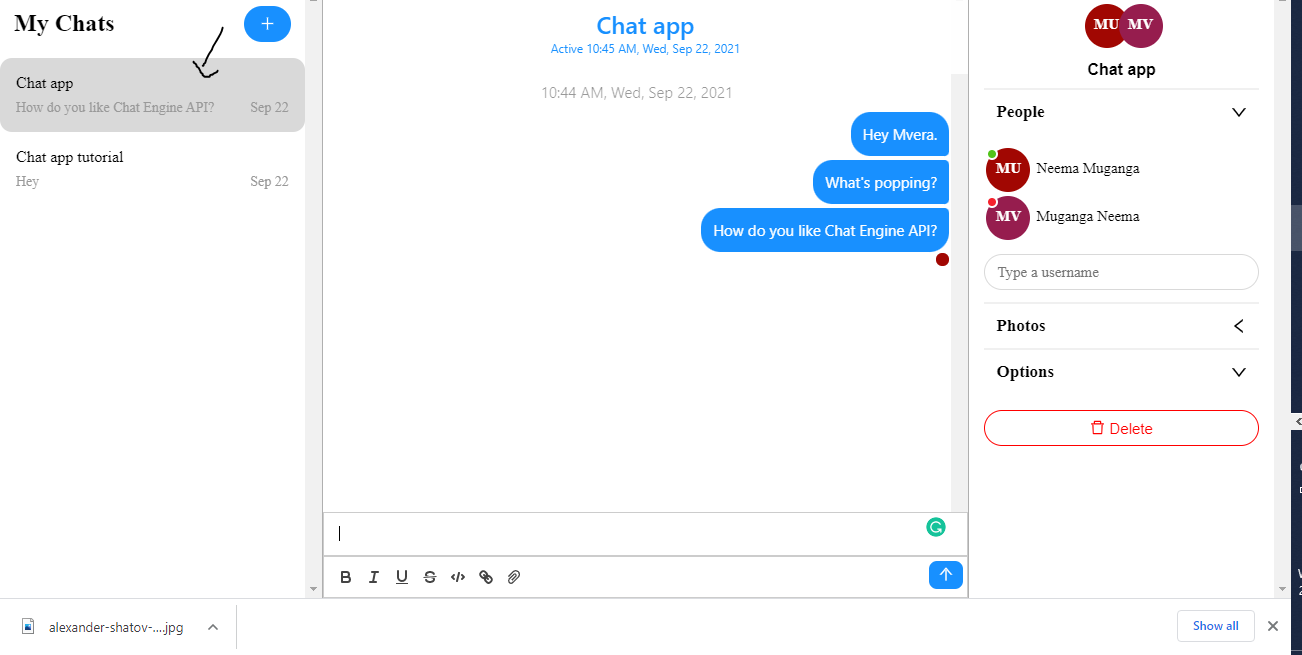 My Chats
+
Chat app
How do you like Chat Engine API?
Sep 22
Chat app tutorial
Hey
Sep 22
Chat app
Active 10:45 AM, Wed, Sep 22, 2021
10:44 AM, Wed, Sep 22, 2021
Hey Mvera.
What's popping?
How do you like Chat Engine API?
B I U S </>
MU MV
Chat app
People
MU Neema Muganga
MV Muganga Neema
Type a username
Photos
Options
Delete
alexander-shatov-....jpg
Show all